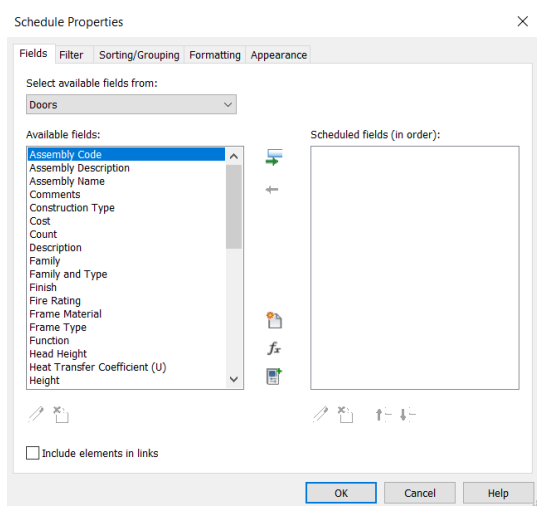 Schedule Properties
Fields Filter Sorting/Grouping Formatting Appearance
Select available fields from:
Doors
Available fields:
Scheduled fields (in order):
Assembly Code
Assembly Description
Assembly Name
Comments
Construction Type
Cost
Count
Description
Family
Family and Type
Finish
Fire Rating
Frame Material
Frame Type
Function
Head Height
Heat Transfer Coefficient (U)
Height
fx
Include elements in links
OK Cancel Help